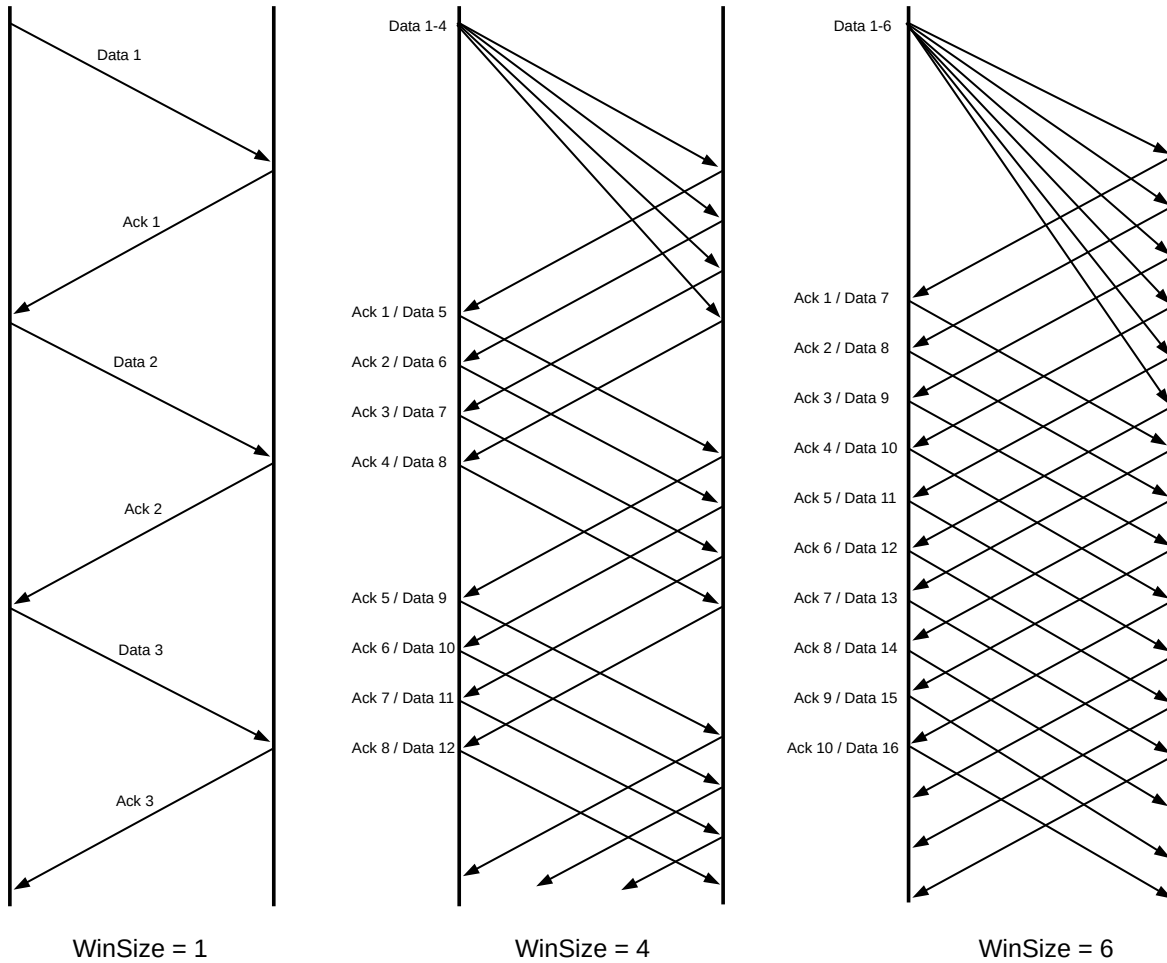 Data 1
Ack 1
Data 2
Ack 2
Data 3
Ack 3
WinSize = 1
Data 1-4
Ack 1 / Data 5
Ack 2 / Data 6
Ack 3 / Data 7
Ack 4 / Data 8
Ack 5 / Data 9
Ack 6 / Data 10
Ack 7 / Data 11
Ack 8 / Data 12
WinSize = 4
Data 1-6
Ack 1 / Data 7
Ack 2 / Data 8
Ack 3 / Data 9
Ack 4 / Data 10
Ack 5 / Data 11
Ack 6 / Data 12
Ack 7 / Data 13
Ack 8 / Data 14
Ack 9 / Data 15
Ack 10 / Data 16
WinSize = 6